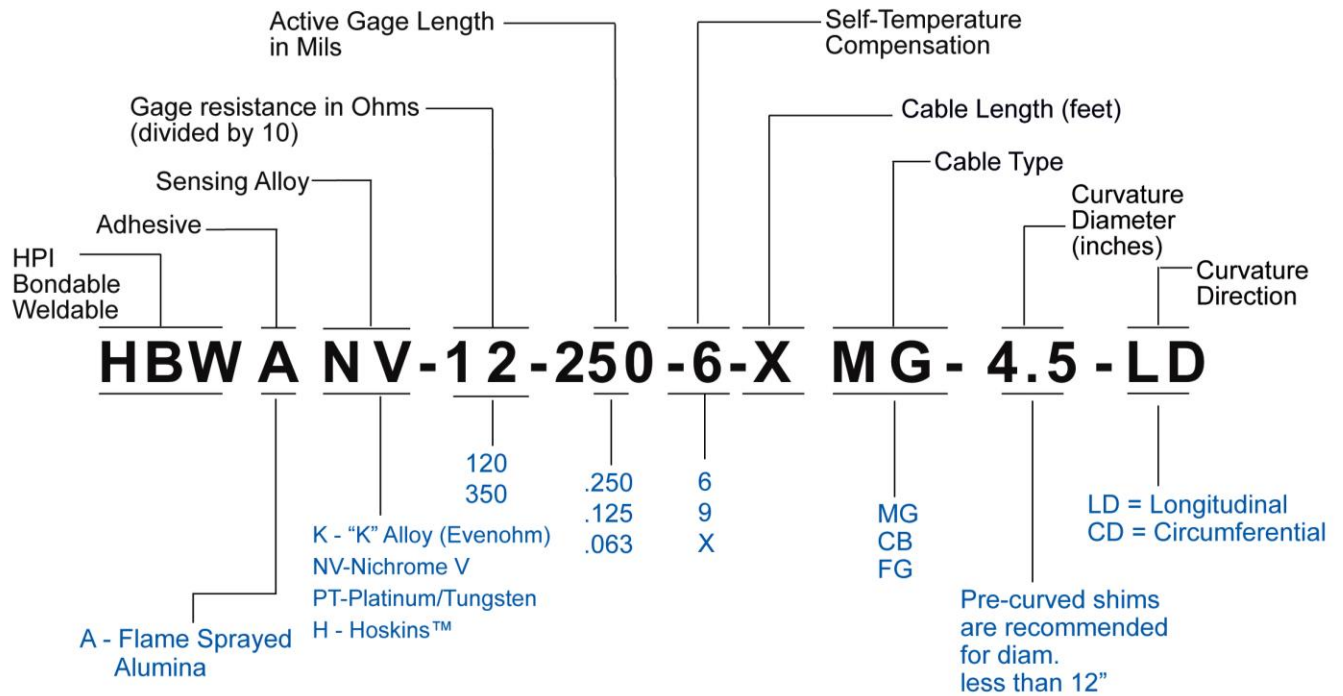 Active Gage Length
in Mils
Self-Temperature
Compensation
Gage resistance in Ohms
(divided by 10)
Cable Length (feet)
Sensing Alloy
Cable Type
Adhesive
Curvature
Diameter
(inches)
HPI
Bondable
Weldable
Curvature
Direction
HBW A NV-12-250-6-X MG-4.5-LD
120
350
.250
.125
.063
6
9
X
K - “K” Alloy (Evenohm)
NV-Nichrome V
PT-Platinum/Tungsten
H - Hoskins™
MG
CB
FG
LD = Longitudinal
CD = Circumferential
A - Flame Sprayed
Alumina
Pre-curved shims
are recommended
for diam.
less than 12”